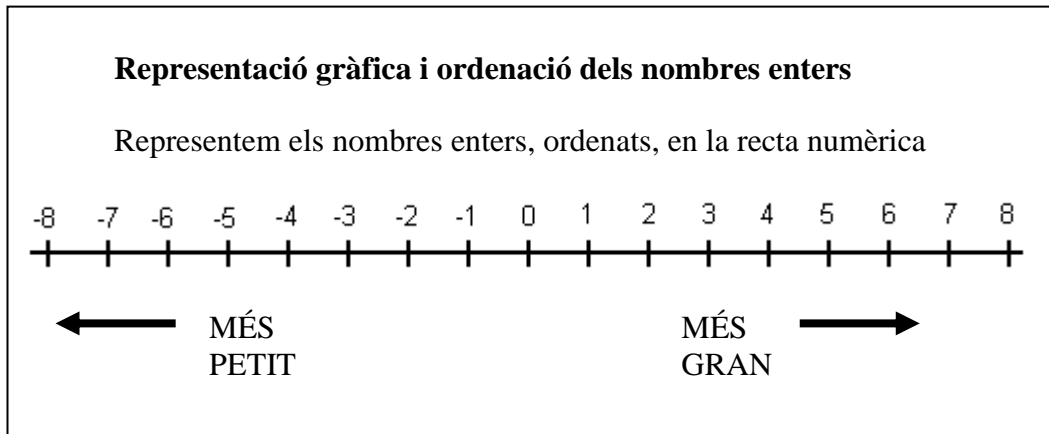 Representació gràfica i ordenació dels nombres enters
Representem els nombres enters, ordenats, en la recta numèrica
-8 -7 -6 -5 -4 -3 -2 -1 0 1 2 3 4 5 6 7 8
MÉS
PETIT
MÉS
GRAN